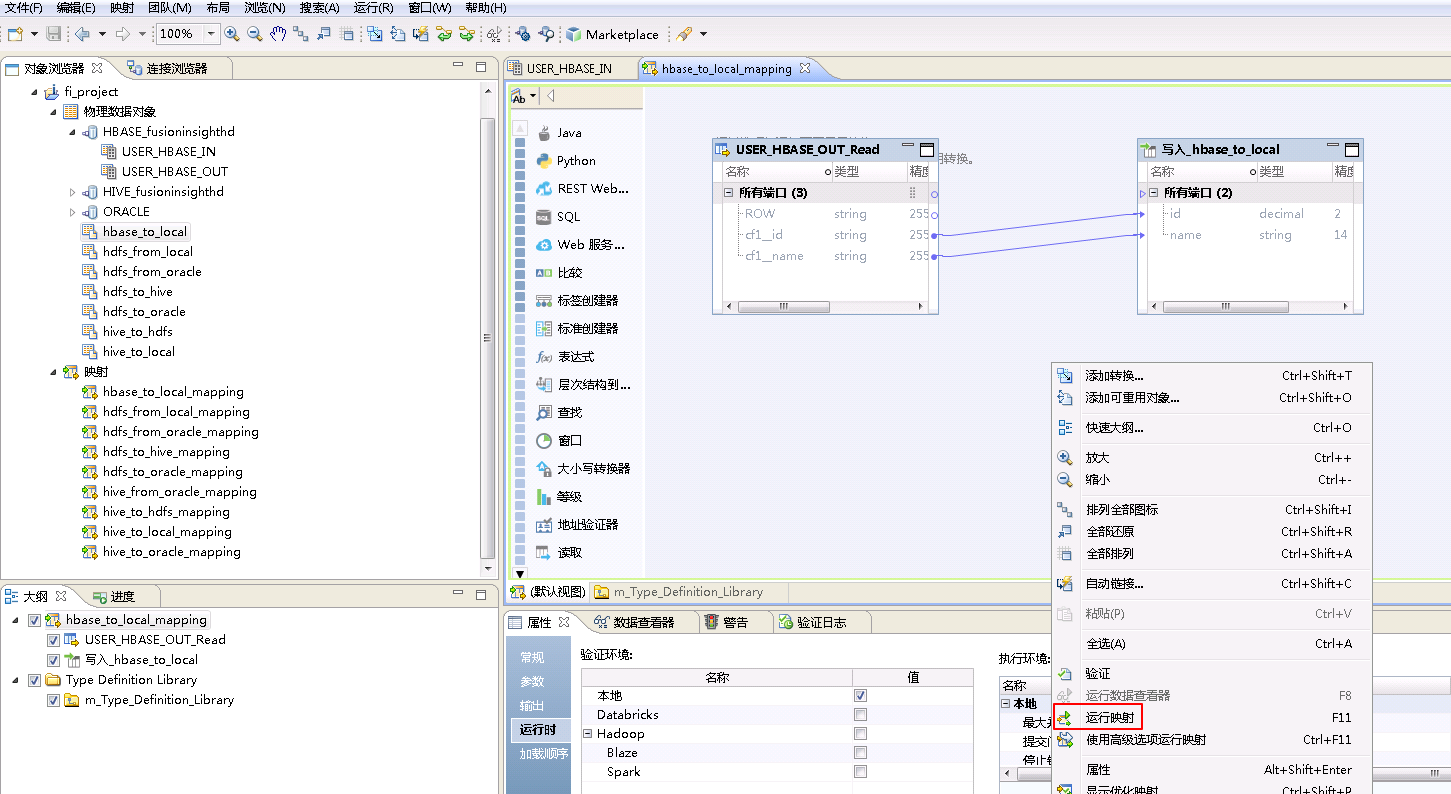 文件(F) 编辑(E) 映射 团队(M) 布局 浏览(N) 搜索(A) 运行(R) 窗口(W) 帮助(H)
100% Marketplace
对象浏览器 连接浏览器
fi_project
物理数据对象
HBASE_fusioninsighthd
USER_HBASE_IN
USER_HBASE_OUT
HIVE_fusioninsighthd
ORACLE
hbase_to_local
hdfs_from_local
hdfs_from_oracle
hdfs_to_hive
hdfs_to_oracle
hive_to_hdfs
hive_to_local
映射
hbase_to_local_mapping
hdfs_from_local_mapping
hdfs_from_oracle_mapping
hdfs_to_hive_mapping
hdfs_to_oracle_mapping
hive_from_oracle_mapping
hive_to_hdfs_mapping
hive_to_local_mapping
hive_to_oracle_mapping
大纲 进度
hbase_to_local_mapping
USER_HBASE_OUT_Read
写入_hbase_to_local
Type Definition Library
m_Type_Definition_Library
USER_HBASE_IN hbase_to_local_mapping
Ab
Java
Python
REST Web...
SQL
Web 服务...
比较
标签创建器
标准创建器
f(x) 表达式
层次结构到...
查找
窗口
大小写转换器
等级
地址验证器
读取
USER_HBASE_OUT_Read
名称 类型 精度
所有端口 (3)
ROW string 255
cf1__id string 255
cf1__name string 255
转换。
写入_hbase_to_local
名称 类型 精度
所有端口 (2)
id decimal 2
name string 14
(默认视图) m_Type_Definition_Library
属性 数据查看器 警告 验证日志
常规
参数
输出
运行时
加载顺序
验证环境:
名称 值
本地
Databricks
Hadoop
Blaze
Spark
执行环境:
名称
本地
最大
提交
停止
添加转换... Ctrl+Shift+T
添加可重用对象... Ctrl+Shift+O
快速大纲... Ctrl+O
放大 Ctrl++
缩小 Ctrl+-
排列全部图标 Ctrl+Shift+I
全部还原 Ctrl+Shift+R
全部排列 Ctrl+Shift+A
自动链接... Ctrl+Shift+C
粘贴(P) Ctrl+V
全选(A) Ctrl+A
验证
运行数据查看器 F8
运行映射 F11
使用高级选项运行映射 Ctrl+F11
属性 Alt+Shift+Enter
显示优化映射 Ctrl+Shift+P